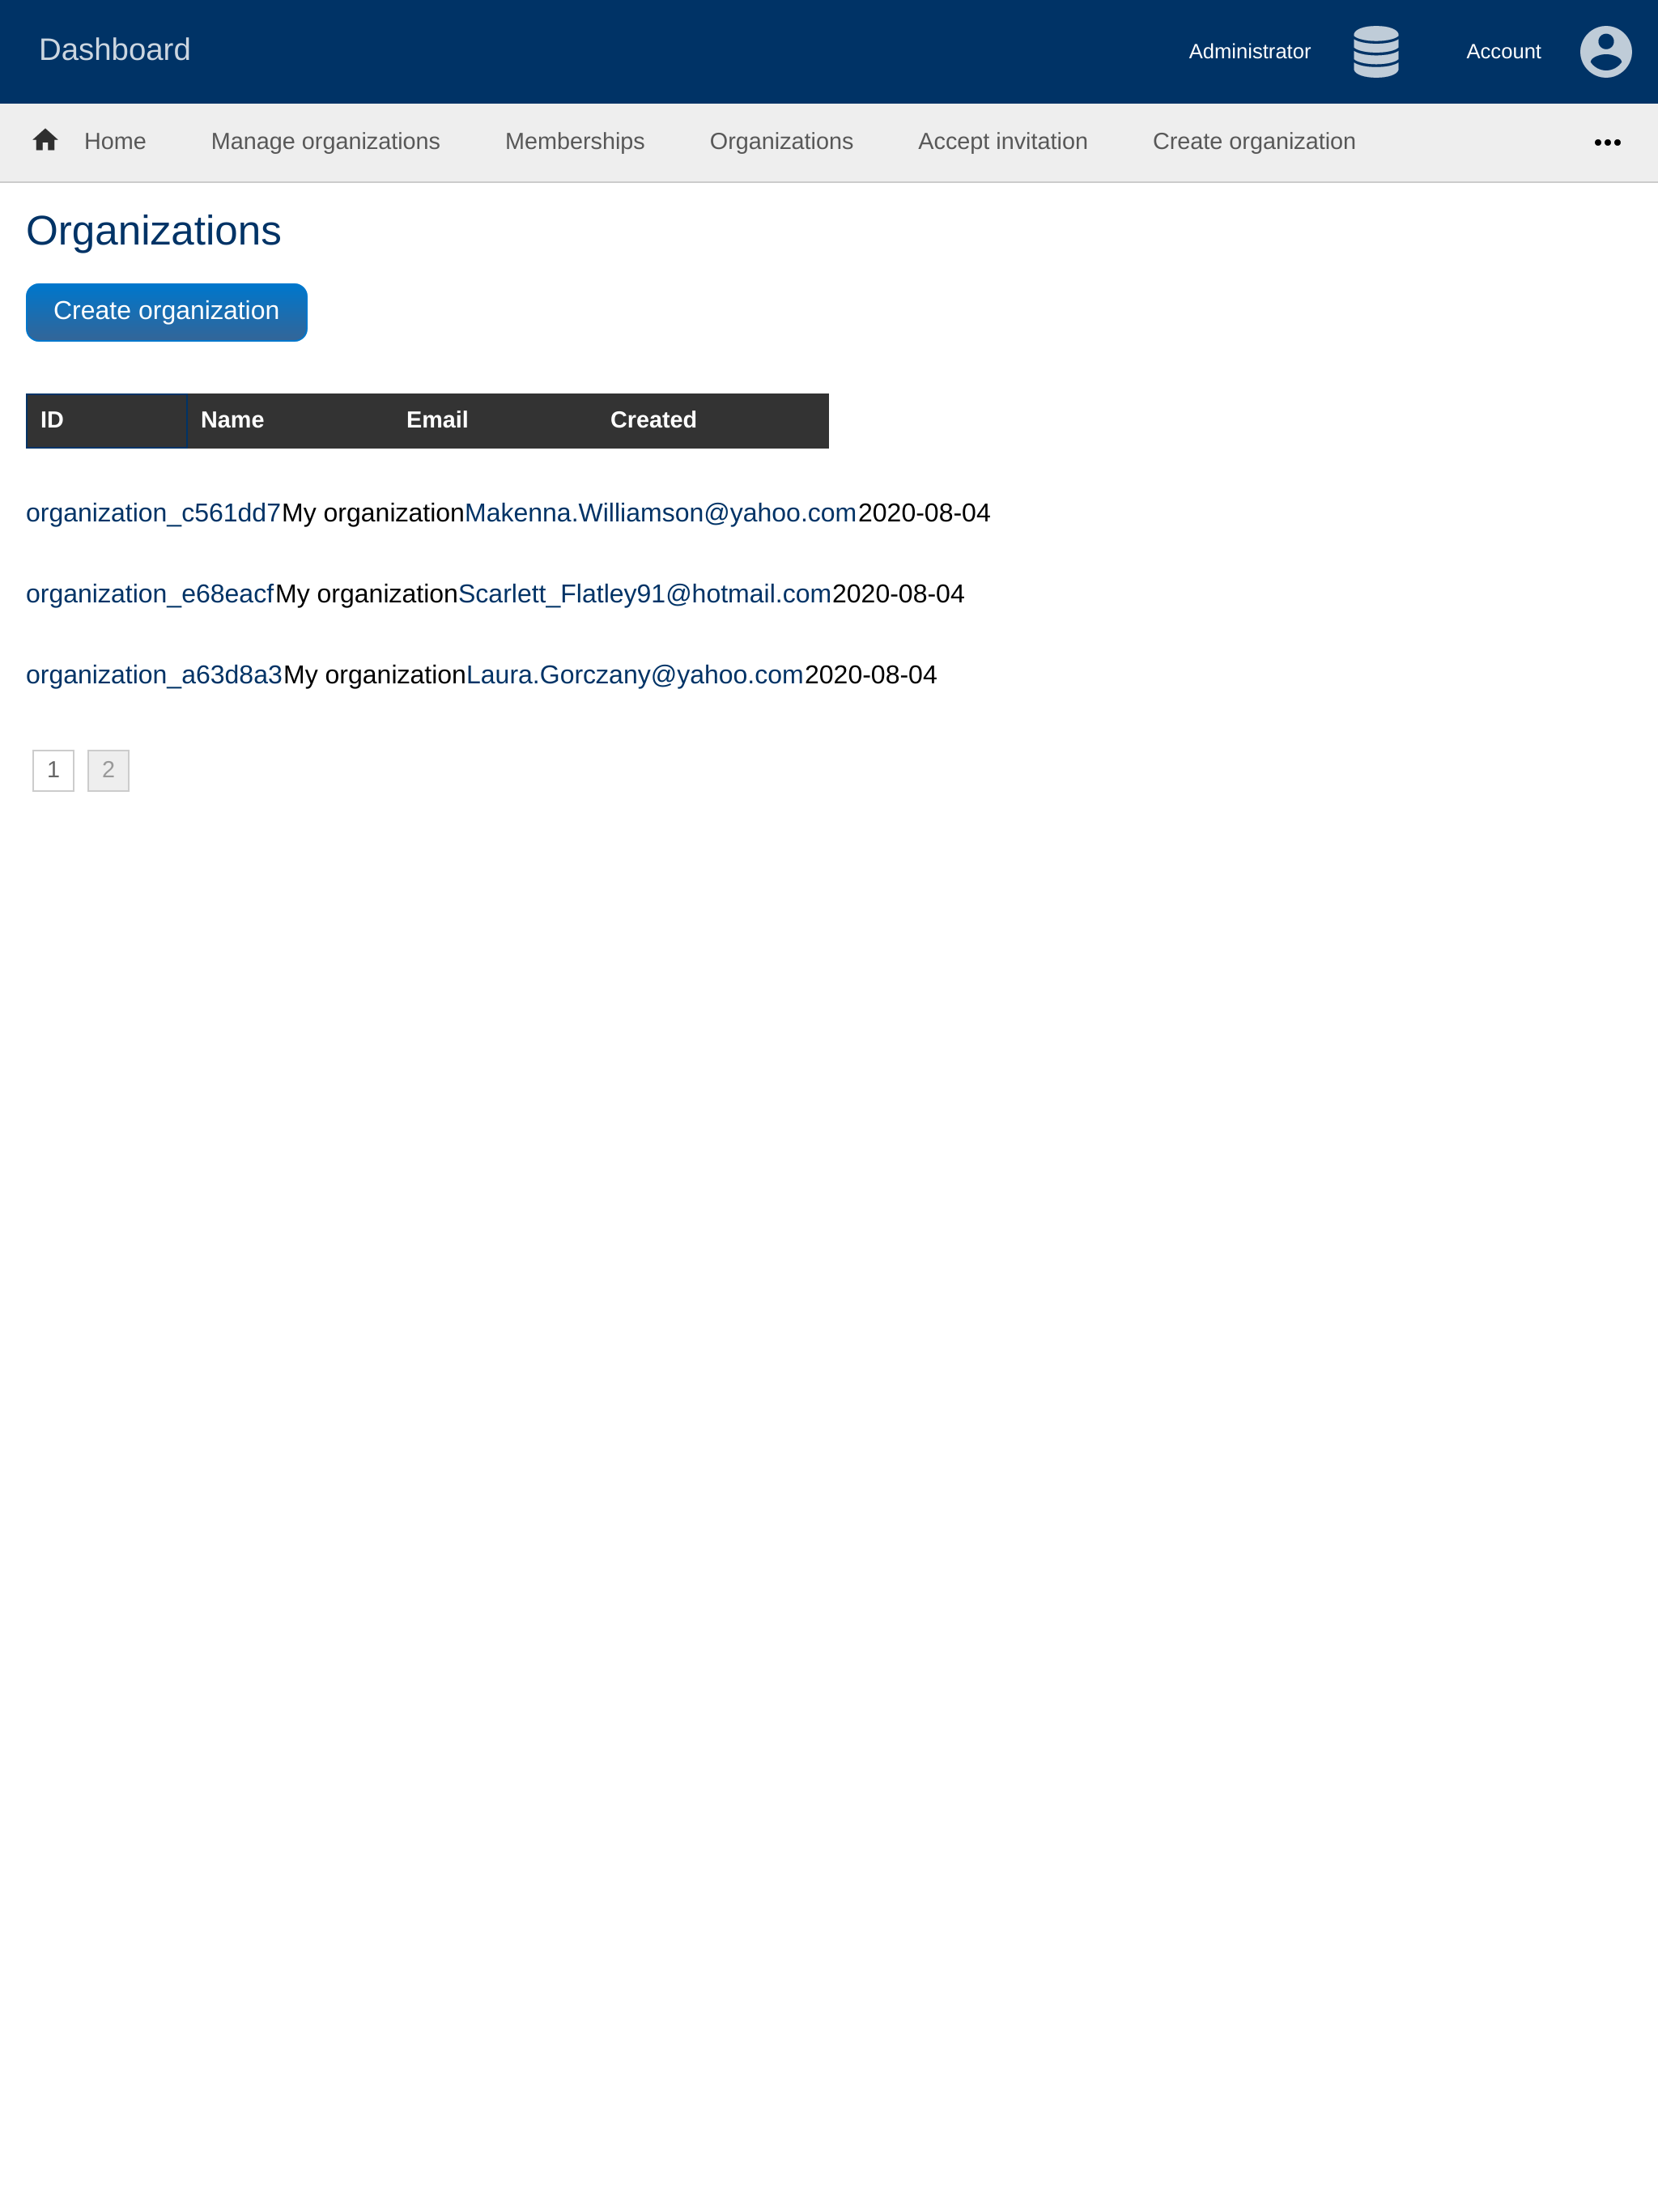 Dashboard Administrator Account
Home Manage organizations Memberships Organizations Accept invitation Create organization
Organizations
Create organization
ID Name Email Created
organization_c561dd7My organizationMakenna.Williamson@yahoo.com2020-08-04
organization_e68eacfMy organizationScarlett_Flatley91@hotmail.com2020-08-04
organization_a63d8a3My organizationLaura.Gorczany@yahoo.com2020-08-04
1 2